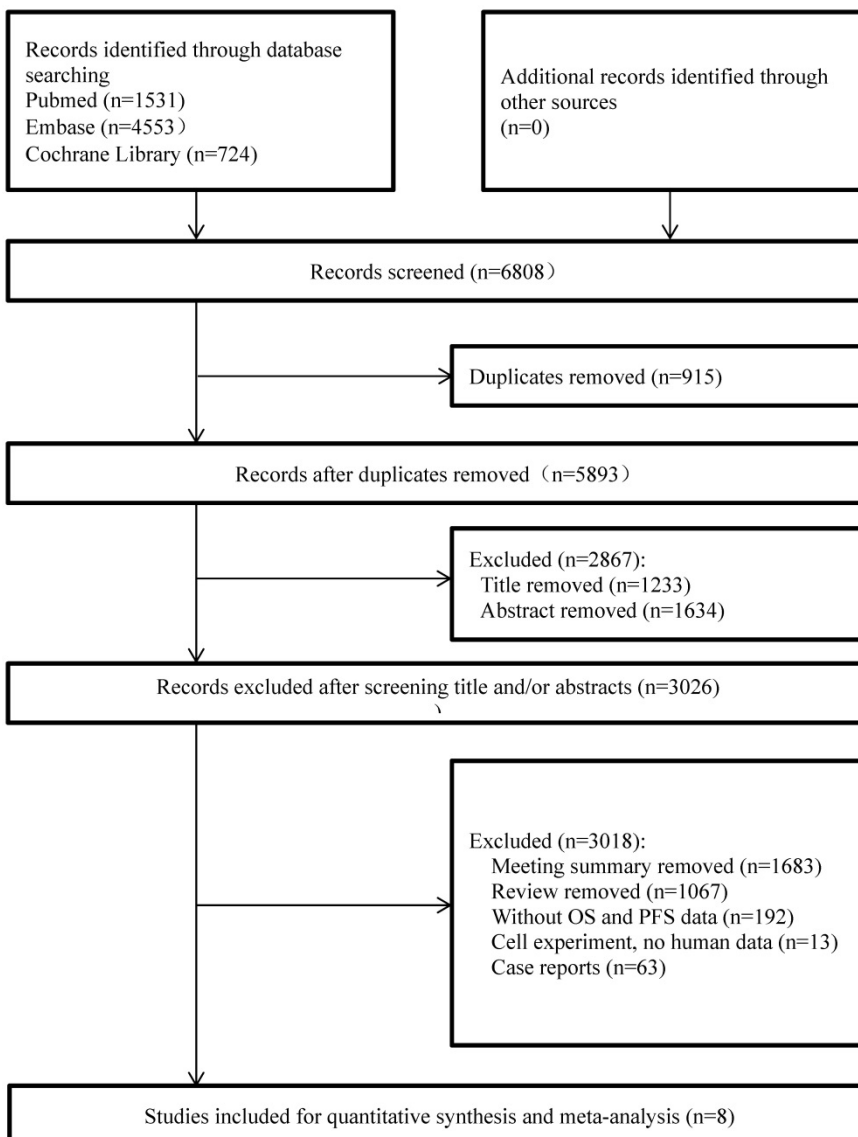 Records identified through database
searching
Pubmed (n=1531)
Embase (n=4553）
Cochrane Library (n=724)
Additional records identified through
other sources
(n=0)
Records screened (n=6808）
Duplicates removed (n=915)
Records after duplicates removed（n=5893）
Excluded (n=2867):
Title removed (n=1233)
Abstract removed (n=1634)
Records excluded after screening title and/or abstracts (n=3026)
、
Excluded (n=3018):
Meeting summary removed (n=1683)
Review removed (n=1067)
Without OS and PFS data (n=192)
Cell experiment, no human data (n=13)
Case reports (n=63)
Studies included for quantitative synthesis and meta-analysis (n=8)